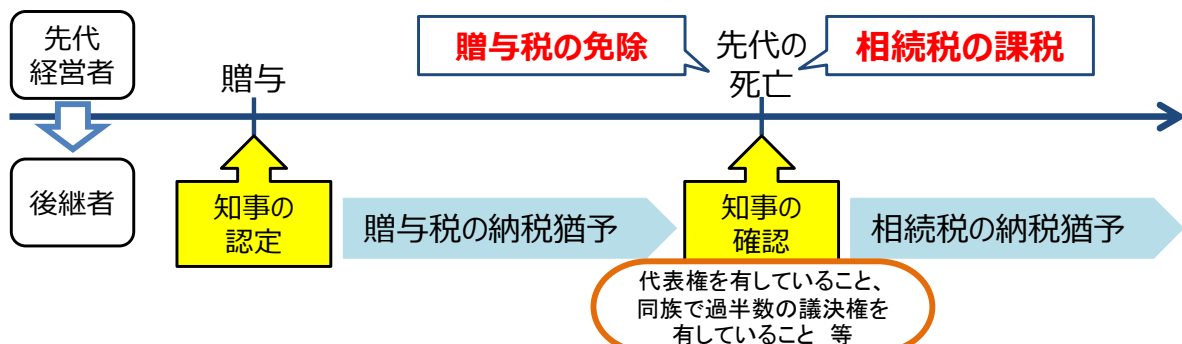 先代
経営者
贈与
贈与税の免除
先代の
死亡
相続税の課税
後継者
知事の
認定
贈与税の納税猶予
知事の
確認
相続税の納税猶予
代表権を有していること、
同族で過半数の議決権を
有していること 等